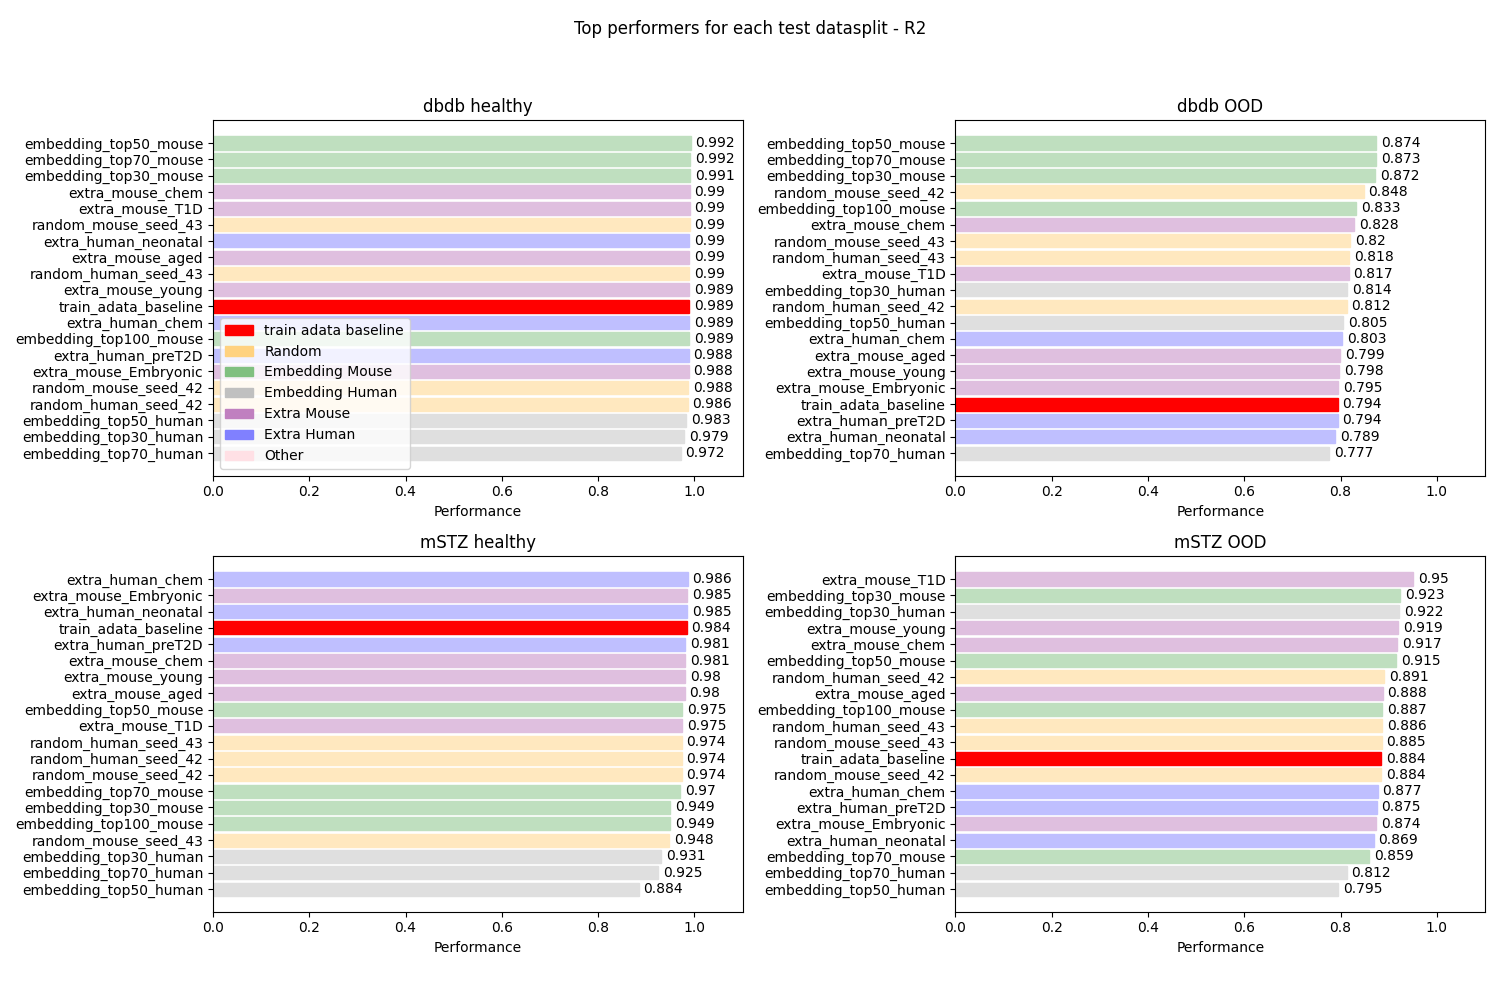 Top performers for each test datasplit - R2
dbdb healthy
embedding_top50_mouse 0.992
embedding_top70_mouse 0.992
embedding_top30_mouse 0.991
extra_mouse_chem 0.99
extra_mouse_T1D 0.99
random_mouse_seed_43 0.99
extra_human_neonatal 0.99
extra_mouse_aged 0.99
random_human_seed_43 0.99
extra_mouse_young 0.989
train_adata_baseline 0.989
extra_human_chem 0.989
embedding_top100_mouse 0.989
extra_human_preT2D 0.988
extra_mouse_Embryonic 0.988
random_mouse_seed_42 0.988
random_human_seed_42 0.986
embedding_top50_human 0.983
embedding_top30_human 0.979
embedding_top70_human 0.972
train adata baseline
Random
Embedding Mouse
Embedding Human
Extra Mouse
Extra Human
Other
0.0 0.2 0.4 0.6 0.8 1.0
Performance
dbdb OOD
embedding_top50_mouse 0.874
embedding_top70_mouse 0.873
embedding_top30_mouse 0.872
random_mouse_seed_42 0.848
embedding_top100_mouse 0.833
extra_mouse_chem 0.828
random_mouse_seed_43 0.82
random_human_seed_43 0.818
extra_mouse_T1D 0.817
embedding_top30_human 0.814
random_human_seed_42 0.812
embedding_top50_human 0.805
extra_human_chem 0.803
extra_mouse_aged 0.799
extra_mouse_young 0.798
extra_mouse_Embryonic 0.795
train_adata_baseline 0.794
extra_human_preT2D 0.794
extra_human_neonatal 0.789
embedding_top70_human 0.777
0.0 0.2 0.4 0.6 0.8 1.0
Performance
mSTZ healthy
extra_human_chem 0.986
extra_mouse_Embryonic 0.985
extra_human_neonatal 0.985
train_adata_baseline 0.984
extra_human_preT2D 0.981
extra_mouse_chem 0.981
extra_mouse_young 0.98
extra_mouse_aged 0.98
embedding_top50_mouse 0.975
extra_mouse_T1D 0.975
random_human_seed_43 0.974
random_human_seed_42 0.974
random_mouse_seed_42 0.974
embedding_top70_mouse 0.97
embedding_top30_mouse 0.949
embedding_top100_mouse 0.949
random_mouse_seed_43 0.948
embedding_top30_human 0.931
embedding_top70_human 0.925
embedding_top50_human 0.884
0.0 0.2 0.4 0.6 0.8 1.0
Performance
mSTZ OOD
extra_mouse_T1D 0.95
embedding_top30_mouse 0.923
embedding_top30_human 0.922
extra_mouse_young 0.919
extra_mouse_chem 0.917
embedding_top50_mouse 0.915
random_human_seed_42 0.891
extra_mouse_aged 0.888
embedding_top100_mouse 0.887
random_human_seed_43 0.886
random_mouse_seed_43 0.885
train_adata_baseline 0.884
random_mouse_seed_42 0.884
extra_human_chem 0.877
extra_human_preT2D 0.875
extra_mouse_Embryonic 0.874
extra_human_neonatal 0.869
embedding_top70_mouse 0.859
embedding_top70_human 0.812
embedding_top50_human 0.795
0.0 0.2 0.4 0.6 0.8 1.0
Performance